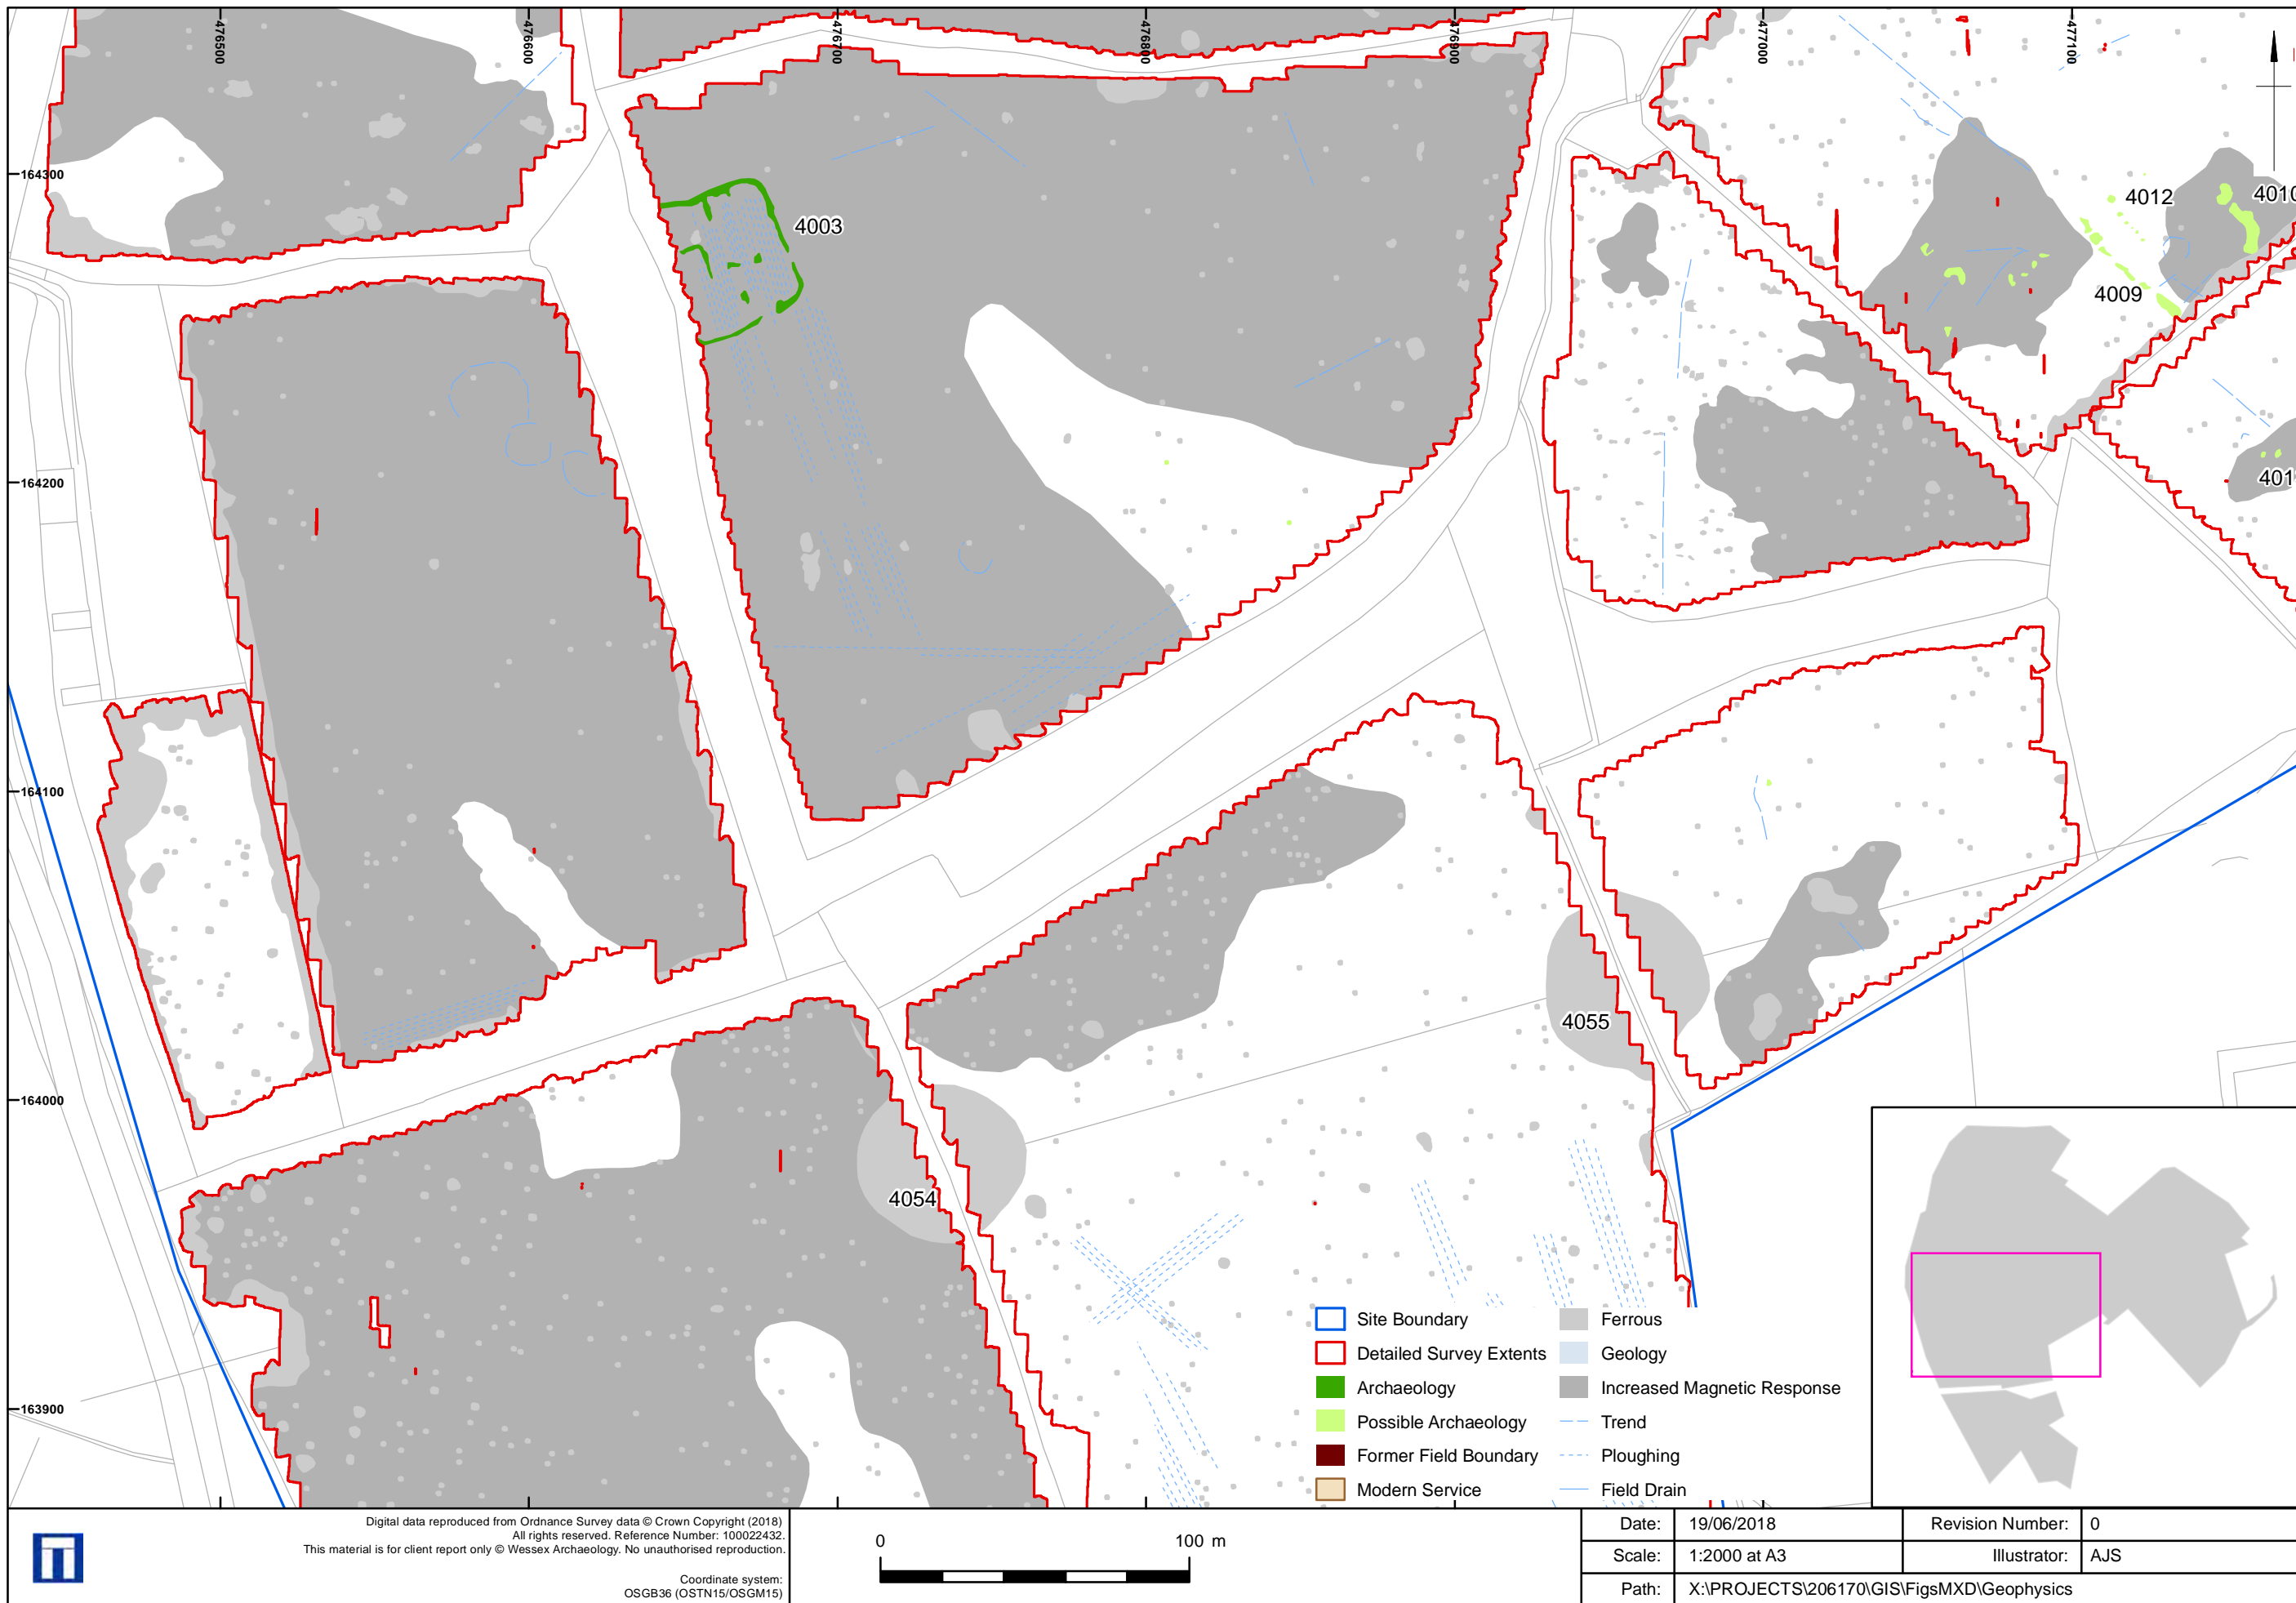 476500
476600
476700
476800
476900
477000
477100
164300
164200
164100
164000
163900
4003
4012
4010
4009
401
4055
4054
Site Boundary
Detailed Survey Extents
Archaeology
Possible Archaeology
Former Field Boundary
Modern Service
Ferrous
Geology
Increased Magnetic Response
Trend
Ploughing
Field Drain
Digital data reproduced from Ordnance Survey data © Crown Copyright (2018)
All rights reserved. Reference Number: 100022432.
This material is for client report only © Wessex Archaeology. No unauthorised reproduction.
Coordinate system:
OSGB36 (OSTN15/OSGM15)
0 100 m
Date: 19/06/2018 Revision Number: 0
Scale: 1:2000 at A3 Illustrator: AJS
Path: X:\PROJECTS\206170\GIS\FigsMXD\Geophysics